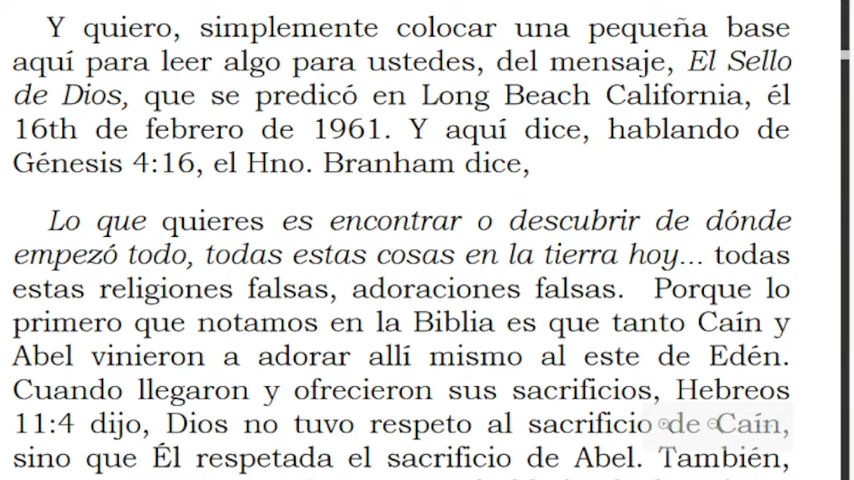 Y quiero, simplemente colocar una pequeña base
aquí para leer algo para ustedes, del mensaje, El Sello
de Dios, que se predicó en Long Beach California, él
16th de febrero de 1961. Y aquí dice, hablando de
Génesis 4:16, el Hno. Branham dice,
Lo que quieres es encontrar o descubrir de dónde
empezó todo, todas estas cosas en la tierra hoy... todas
estas religiones falsas, adoraciones falsas. Porque lo
primero que notamos en la Biblia es que tanto Caín y
Abel vinieron a adorar allí mismo al este de Edén.
Cuando llegaron y ofrecieron sus sacrificios, Hebreos
11:4 dijo, Dios no tuvo respeto al sacrificio de Caín,
sino que Él respetada el sacrificio de Abel. También,